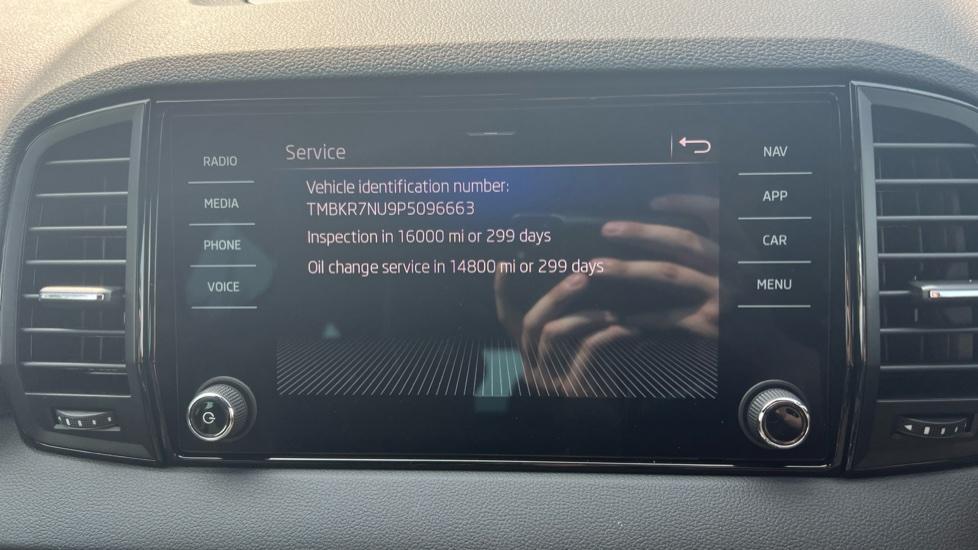 Service
RADIO
MEDIA
PHONE
VOICE
Vehicle identification number:
TMBKR7NU9P5096663
Inspection in 16000 mi or 299 days
Oil change service in 14800 mi or 299 days
NAV
APP
CAR
MENU